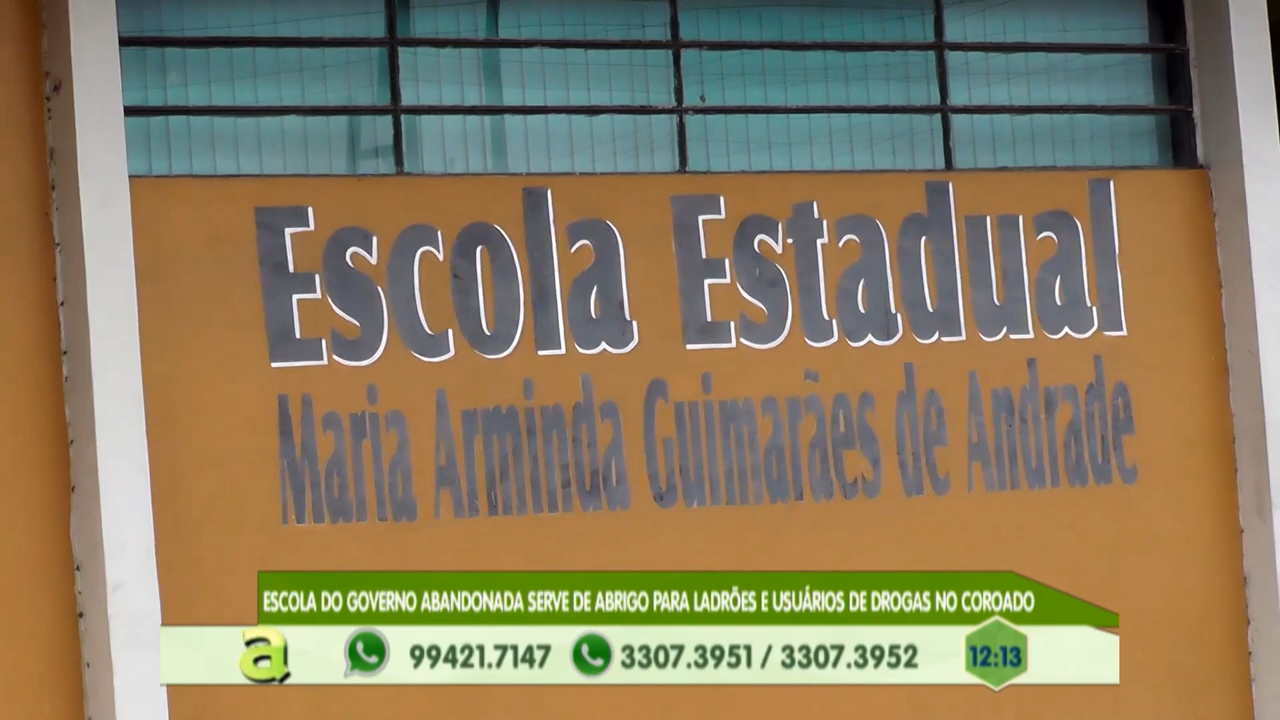 Escola Estadual
Maria Arminda Guimarães de Andrade
ESCOLA DO GOVERNO ABANDONADA SERVE DE ABRIGO PARA LADRÕES E USUÁRIOS DE DROGAS NO COROADO
a 99421.7147 3307.3951 / 3307.3952 12:13